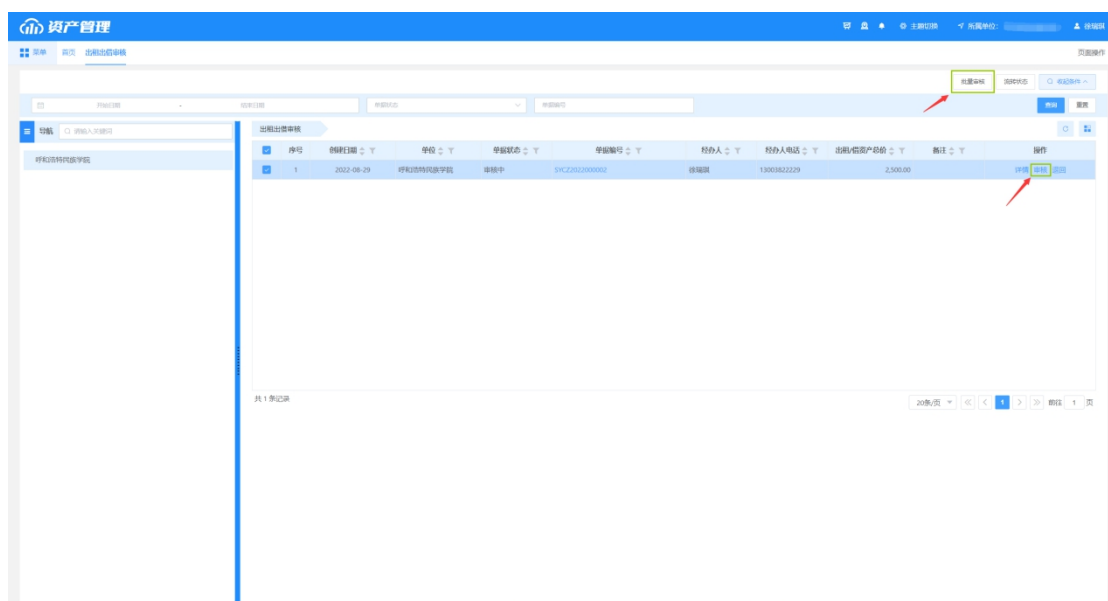 资产管理
主题切换 所属单位: 徐瑞琪
菜单 首页 出租出借审核 页面操作
批量审核 流转状态 收起条件
开始日期 - 结束日期 单据状态 单据编号 查询 重置
导航 请输入关键词 出租出借审核
序号 创建日期 单位 单据状态 单据编号 经办人 经办人电话 出租/借资产总价 备注 操作
呼和浩特民族学院
1 2022-08-29 呼和浩特民族学院 审核中 SYCZ2022000002 徐瑞琪 13003822229 2,500.00 详情 审核 退回
共 1 条记录
20条/页 1 前往 1 页